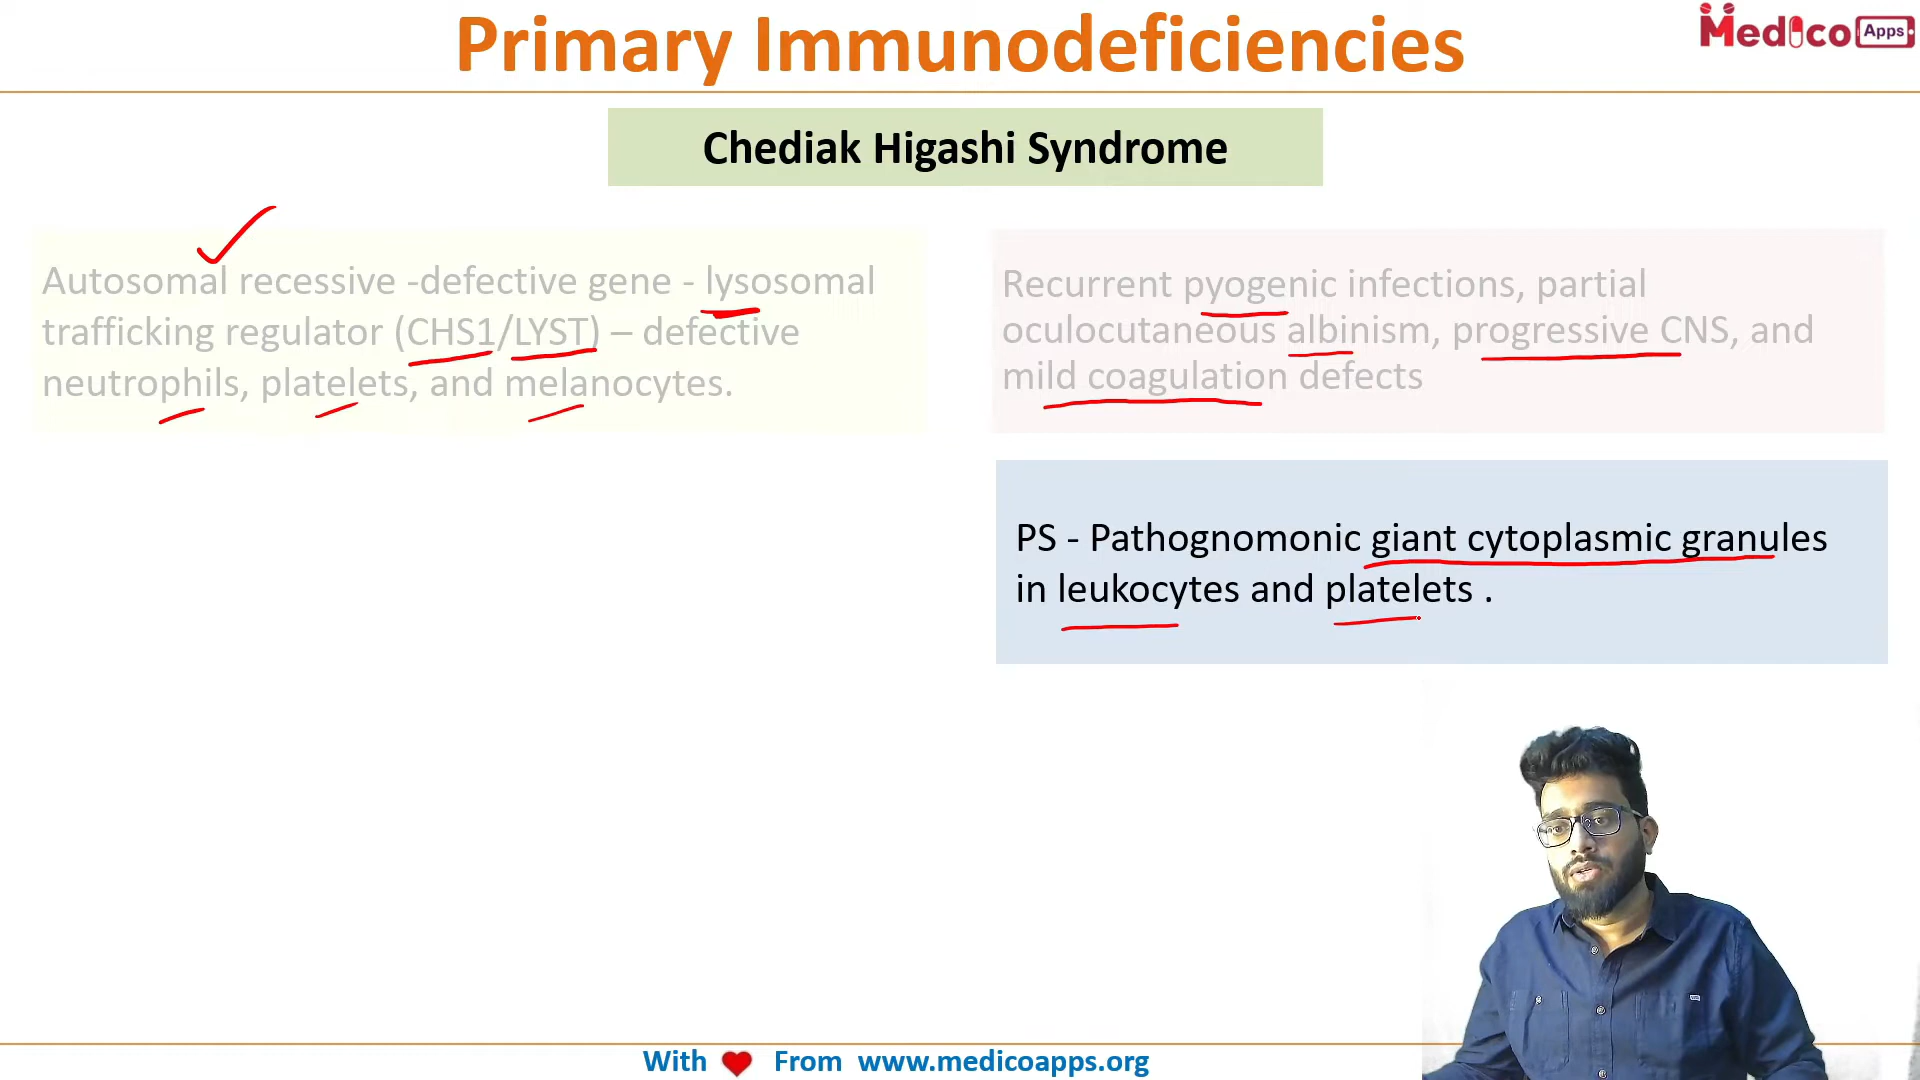 Primary Immunodeficiencies
Medico Apps
Chediak Higashi Syndrome
Autosomal recessive -defective gene - lysosomal
trafficking regulator (CHS1/LYST) – defective
neutrophils, platelets, and melanocytes.
Recurrent pyogenic infections, partial
oculocutaneous albinism, progressive CNS, and
mild coagulation defects
PS - Pathognomonic giant cytoplasmic granules
in leukocytes and platelets .
With From www.medicoapps.org